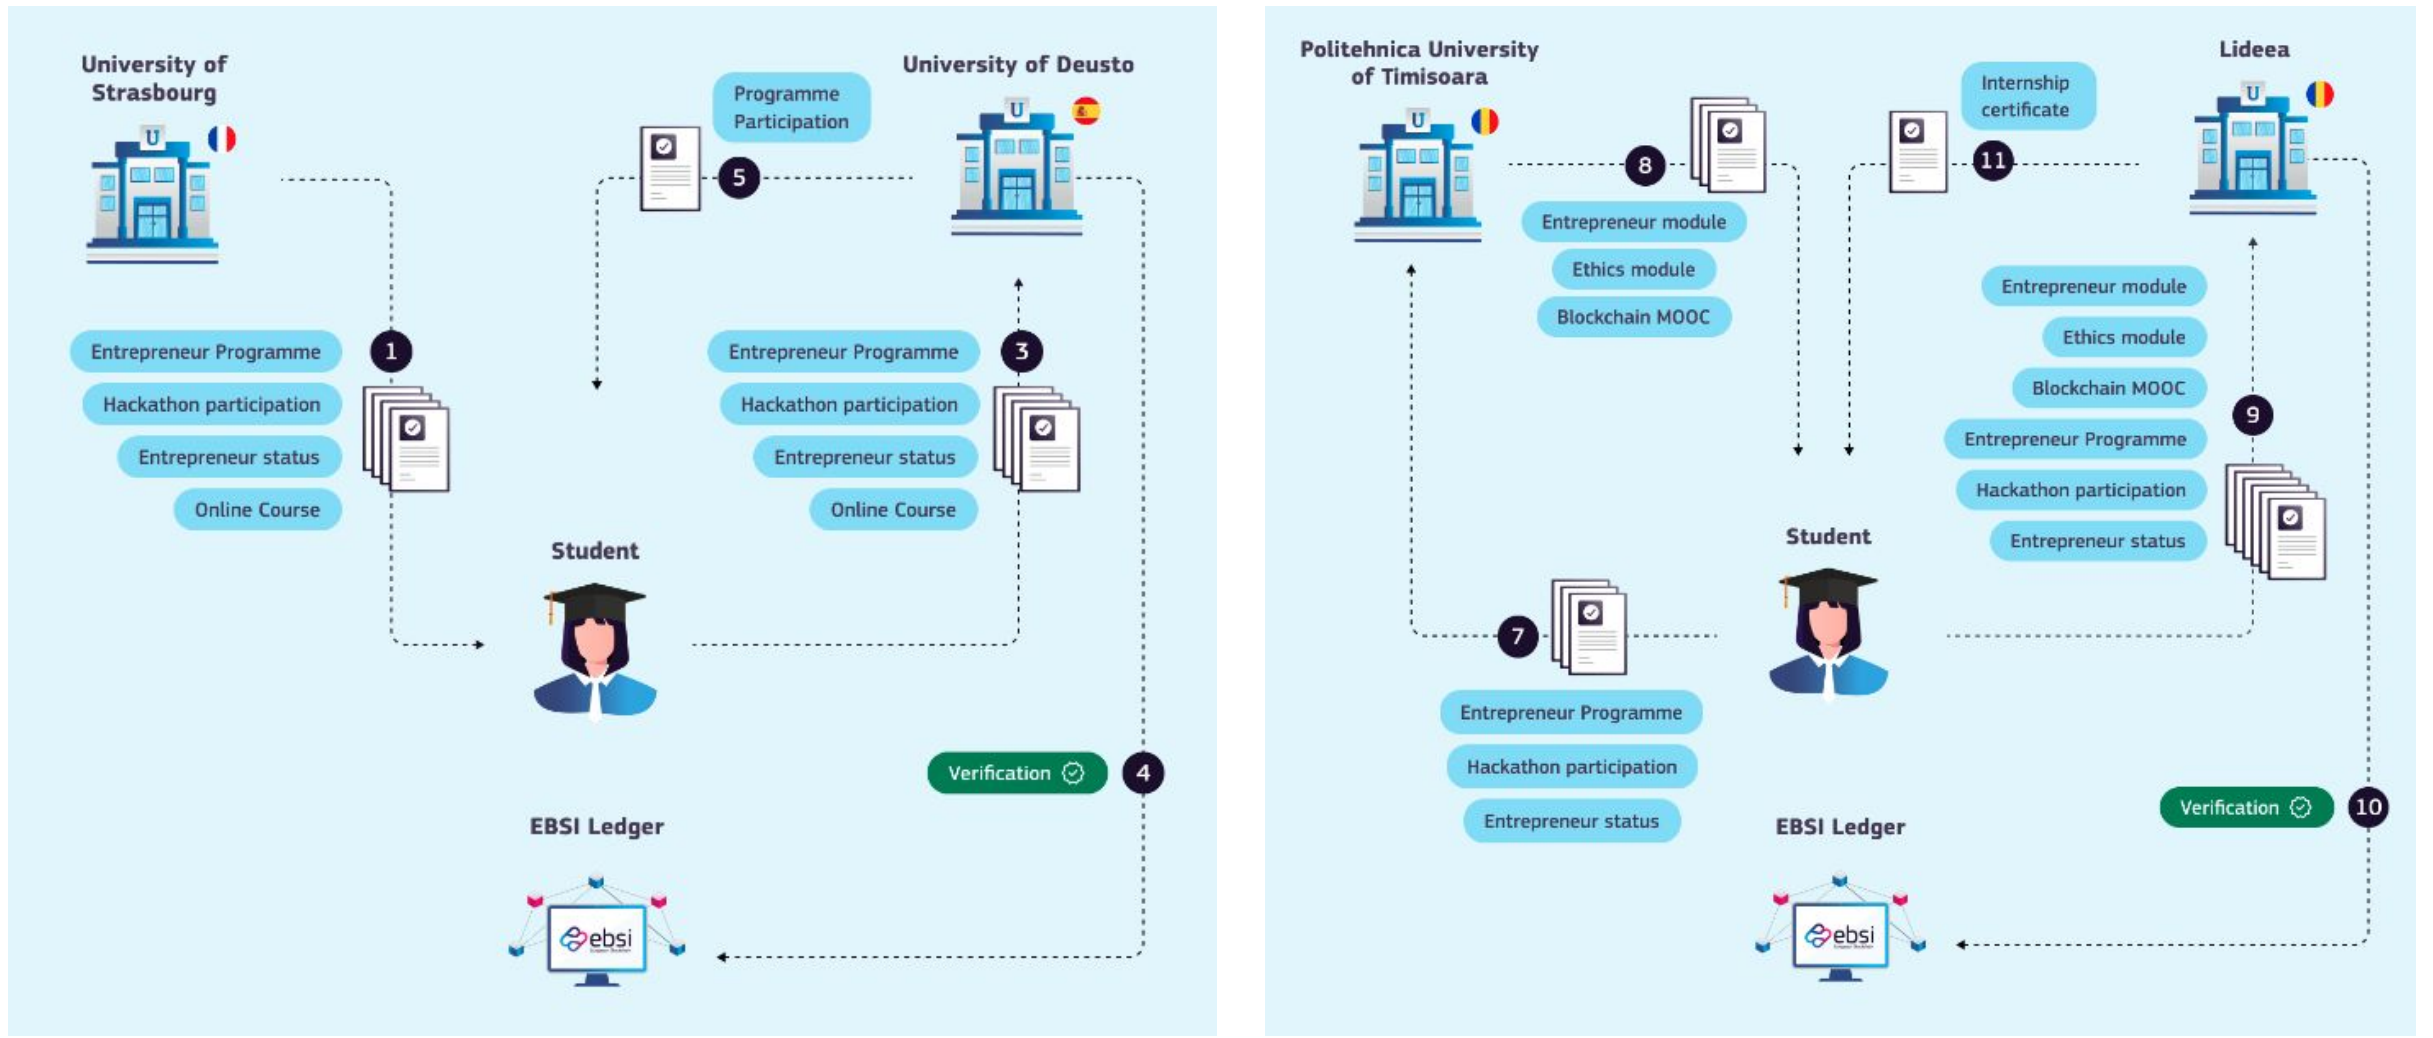 University of
Strasbourg
U
1
Entrepreneur Programme
Hackathon participation
Entrepreneur status
Online Course
Programme
Participation
5
University of Deusto
U
3
Entrepreneur Programme
Hackathon participation
Entrepreneur status
Online Course
Student
Verification
4
EBSI Ledger
ebsi
Politehnica University
of Timisoara
U
8
Entrepreneur module
Ethics module
Blockchain MOOC
Internship
certificate
11
Lideea
U
Entrepreneur module
Ethics module
Blockchain MOOC
9
Entrepreneur Programme
Hackathon participation
Entrepreneur status
Student
7
Entrepreneur Programme
Hackathon participation
Entrepreneur status
Verification
10
EBSI Ledger
ebsi